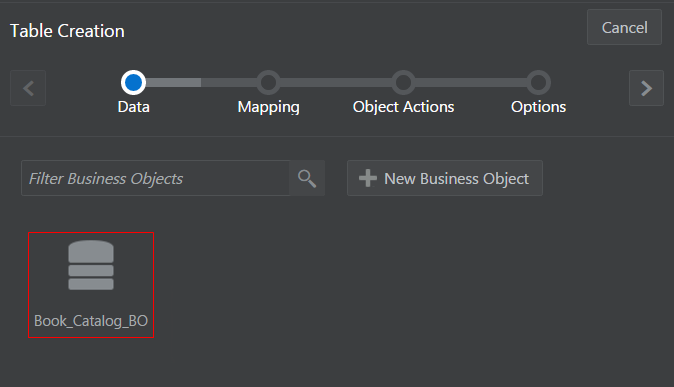 Table Creation
Cancel
Data
Mapping
Object Actions
Options
Filter Business Objects
New Business Object
Book_Catalog_BO